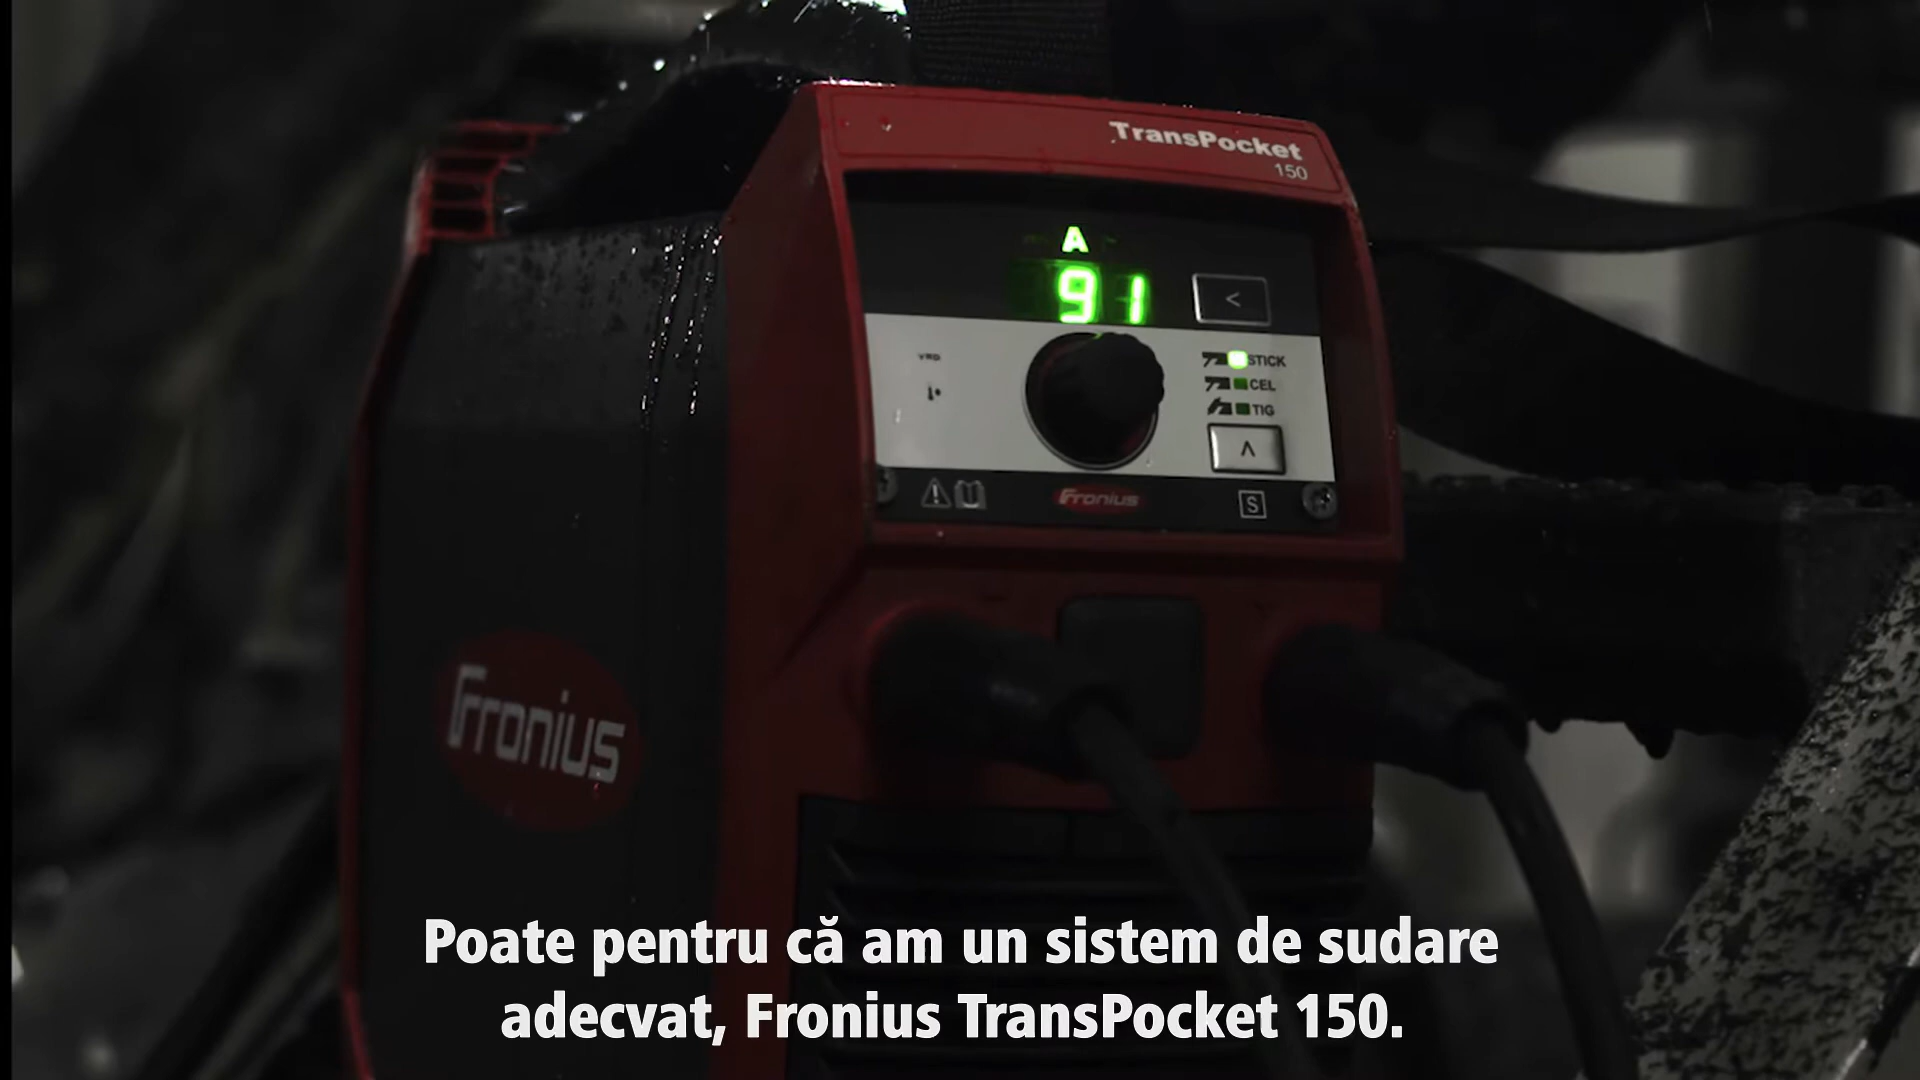 TransPocket
150
A
91
<
VRD
STICK
CEL
TIG
Fronius
S
Fronius
Poate pentru că am un sistem de sudare
adecvat, Fronius TransPocket 150.